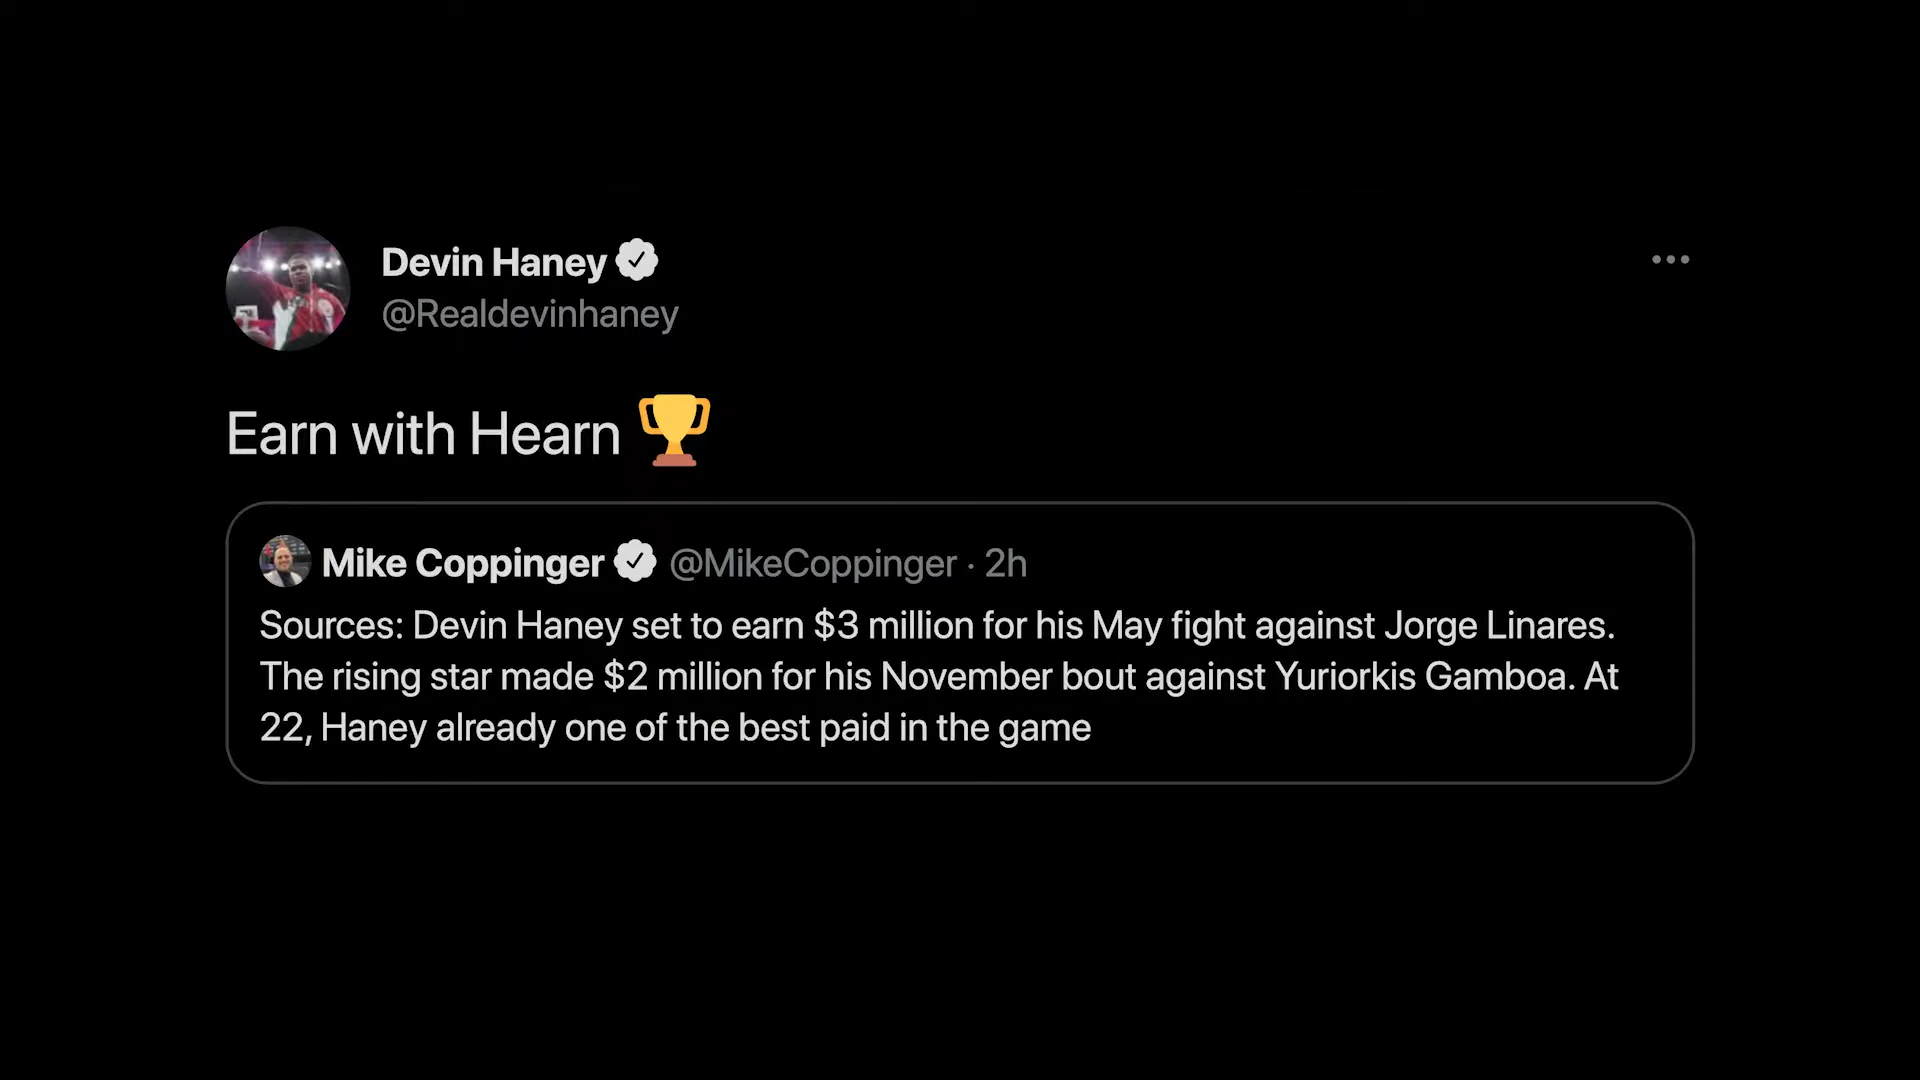 Devin Haney
@Realdevinhaney
Earn with Hearn 🏆
Mike Coppinger @MikeCoppinger · 2h
Sources: Devin Haney set to earn $3 million for his May fight against Jorge Linares.
The rising star made $2 million for his November bout against Yuriorkis Gamboa. At
22, Haney already one of the best paid in the game